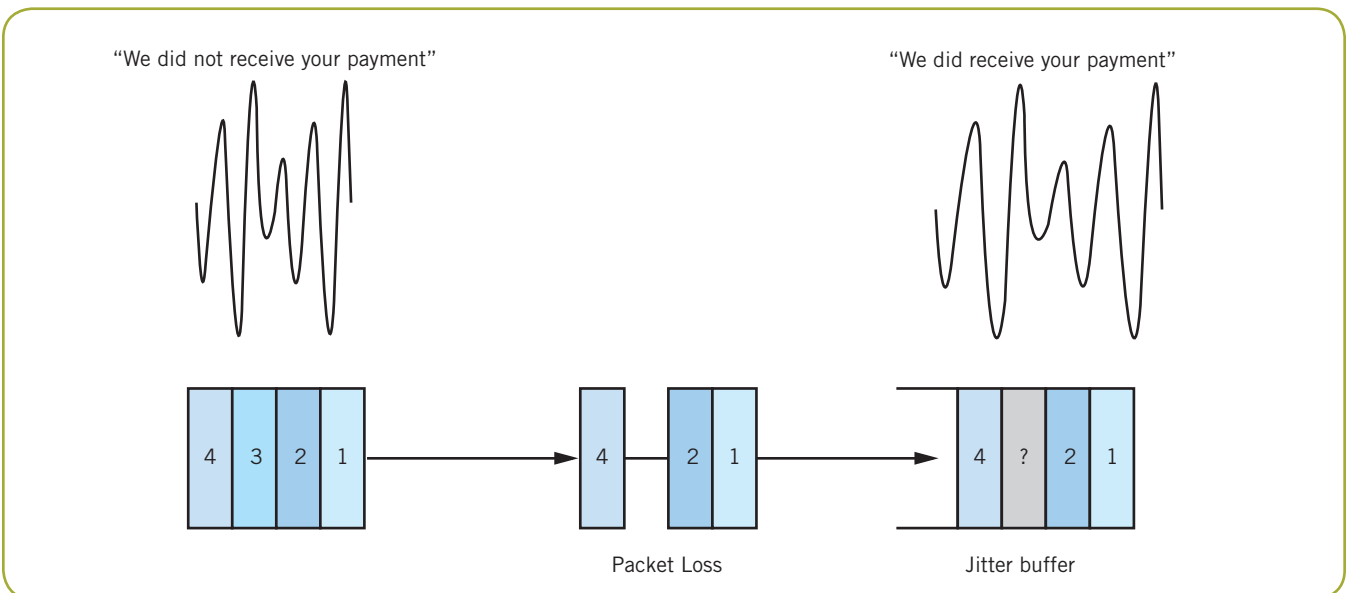 “We did not receive your payment”
“We did receive your payment”
4 3 2 1
4 2 1
4 ? 2 1
Packet Loss
Jitter buffer